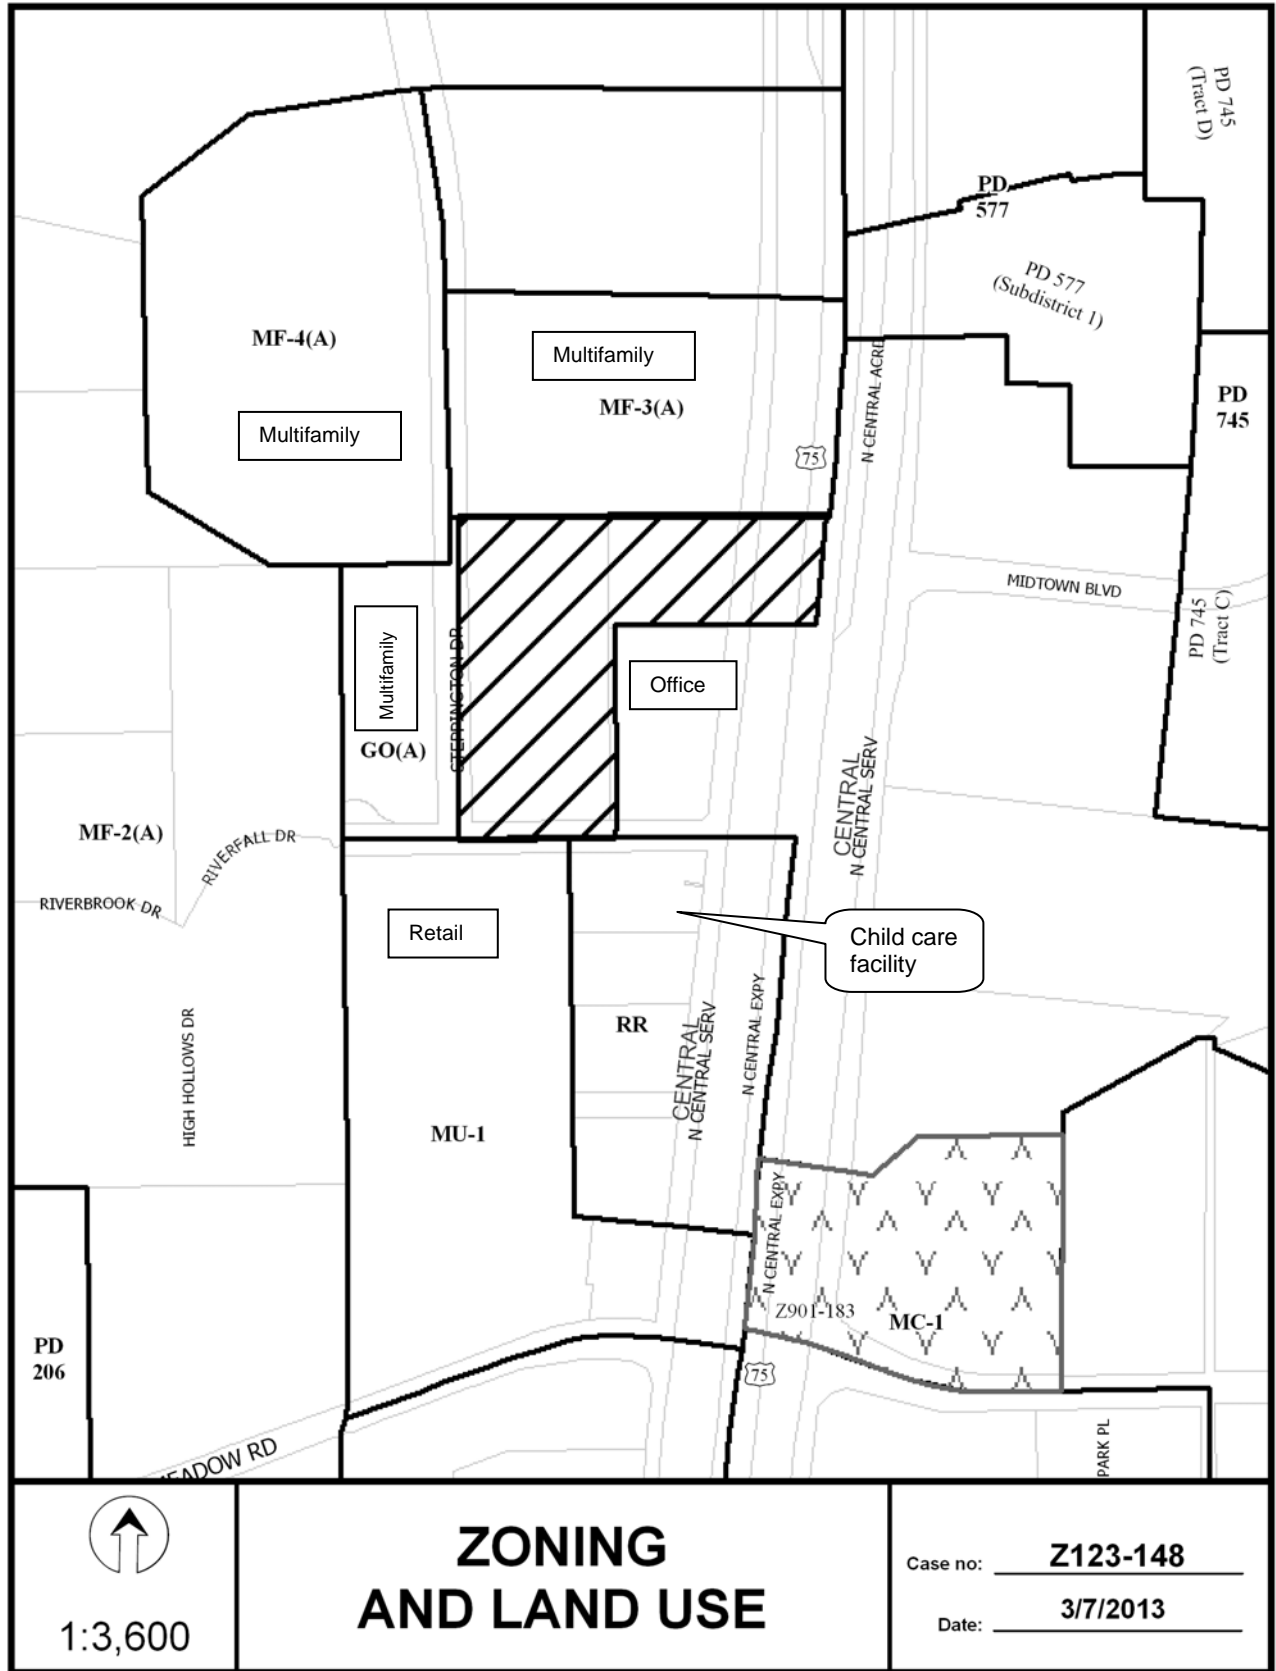 PD 745
(Tract D)
PD
577
PD 577
(Subdistrict 1)
MF-4(A)
Multifamily
Multifamily
MF-3(A)
N CENTRAL ACRD
PD
745
75
MIDTOWN BLVD
PD 745
(Tract C)
Multifamily
GO(A)
STEPPINGTON DR
Office
CENTRAL
N CENTRAL SERV
MF-2(A)
RIVERFALL DR
RIVERBROOK DR
Retail
Child care
facility
RR
CENTRAL
N CENTRAL SERV
N CENTRAL EXPY
HIGH HOLLOWS DR
MU-1
N CENTRAL EXPY
Z901-183
MC-1
PD
206
75
EADOW RD
PARK PL
1:3,600
ZONING
AND LAND USE
Case no: Z123-148
Date: 3/7/2013